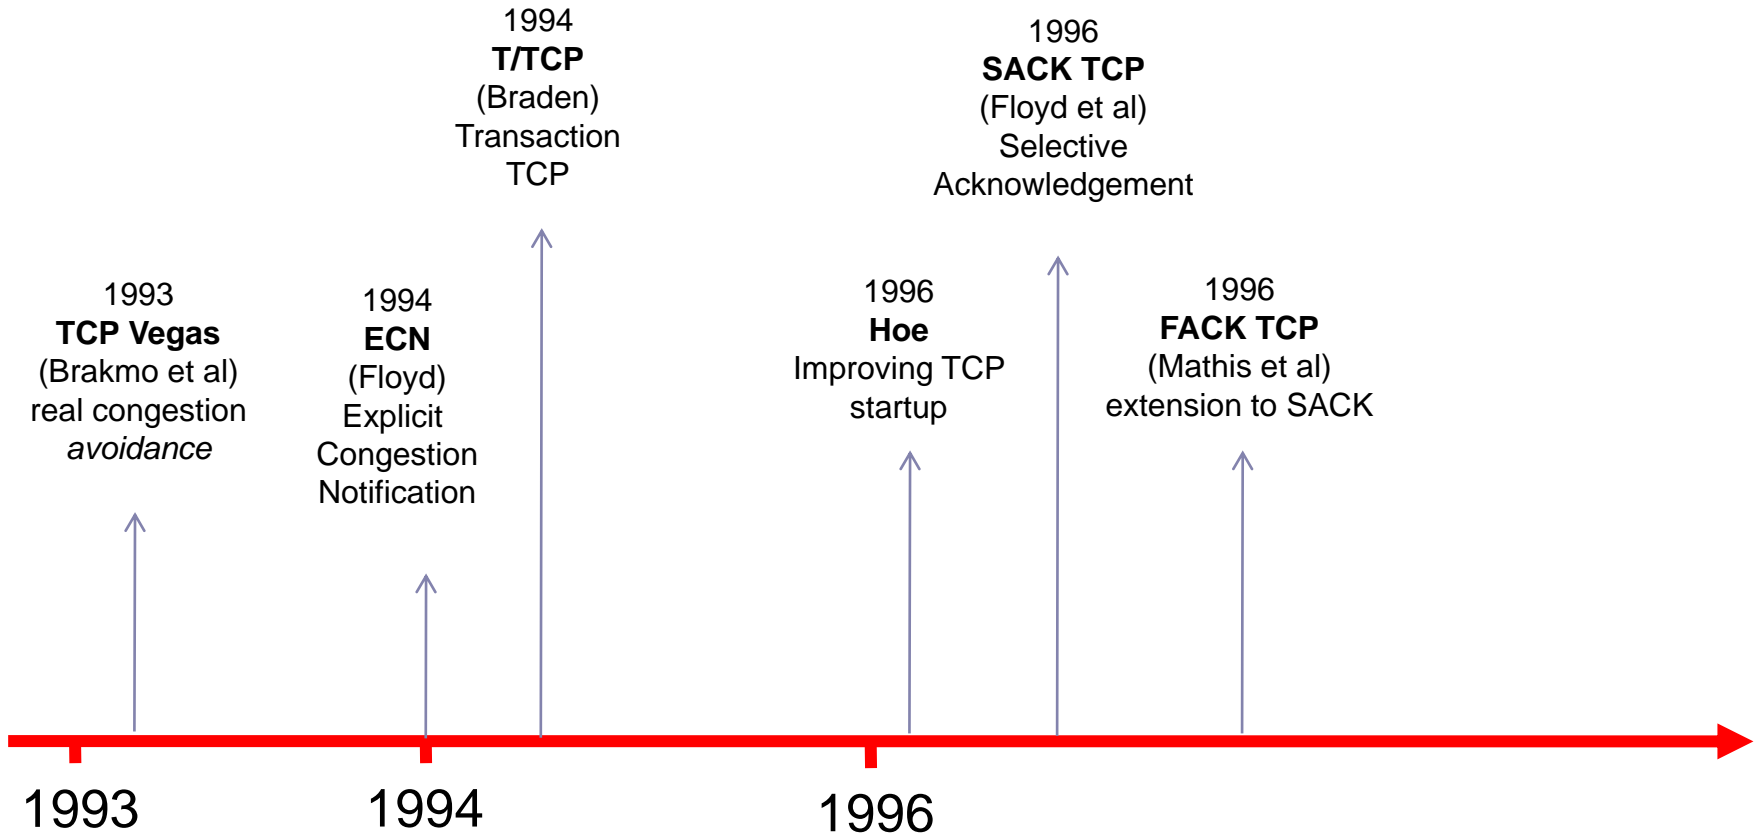 1993
TCP Vegas
(Brakmo et al)
real congestion
avoidance
1994
ECN
(Floyd)
Explicit
Congestion
Notification
1994
T/TCP
(Braden)
Transaction
TCP
1996
Hoe
Improving TCP
startup
1996
SACK TCP
(Floyd et al)
Selective
Acknowledgement
1996
FACK TCP
(Mathis et al)
extension to SACK
1993
1994
1996